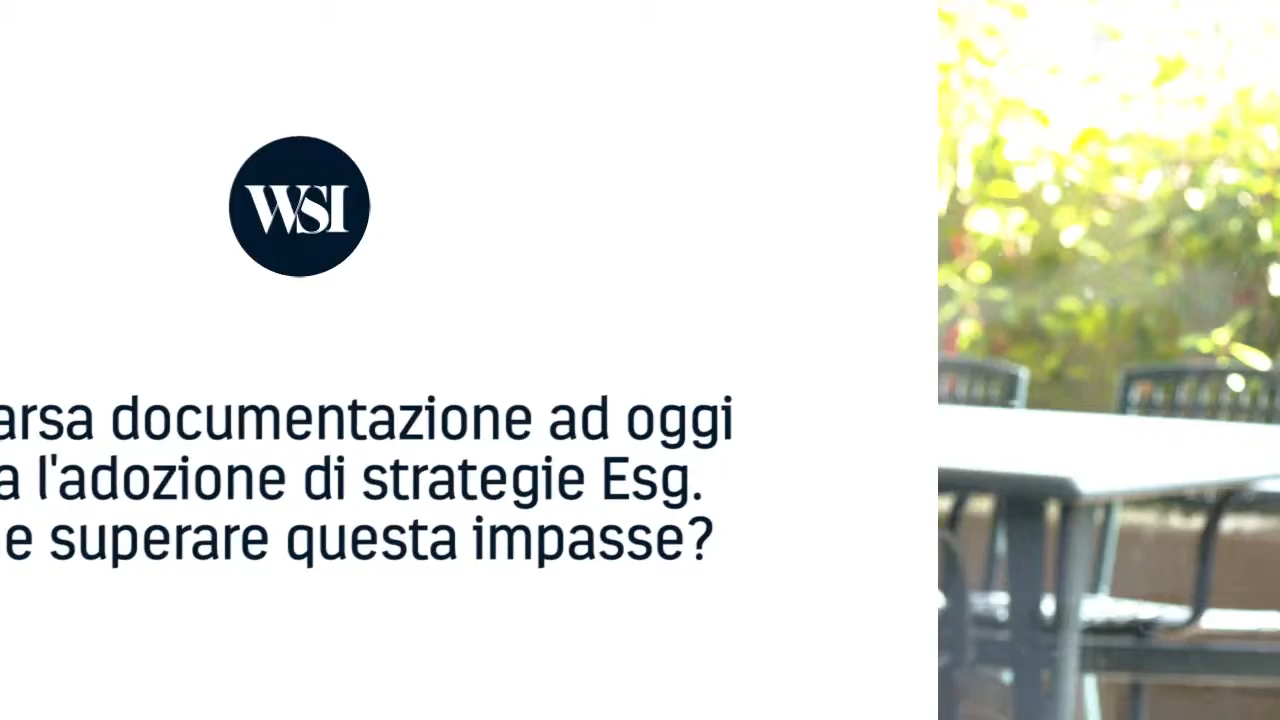 WSI
arsa documentazione ad oggi
a l'adozione di strategie Esg.
e superare questa impasse?